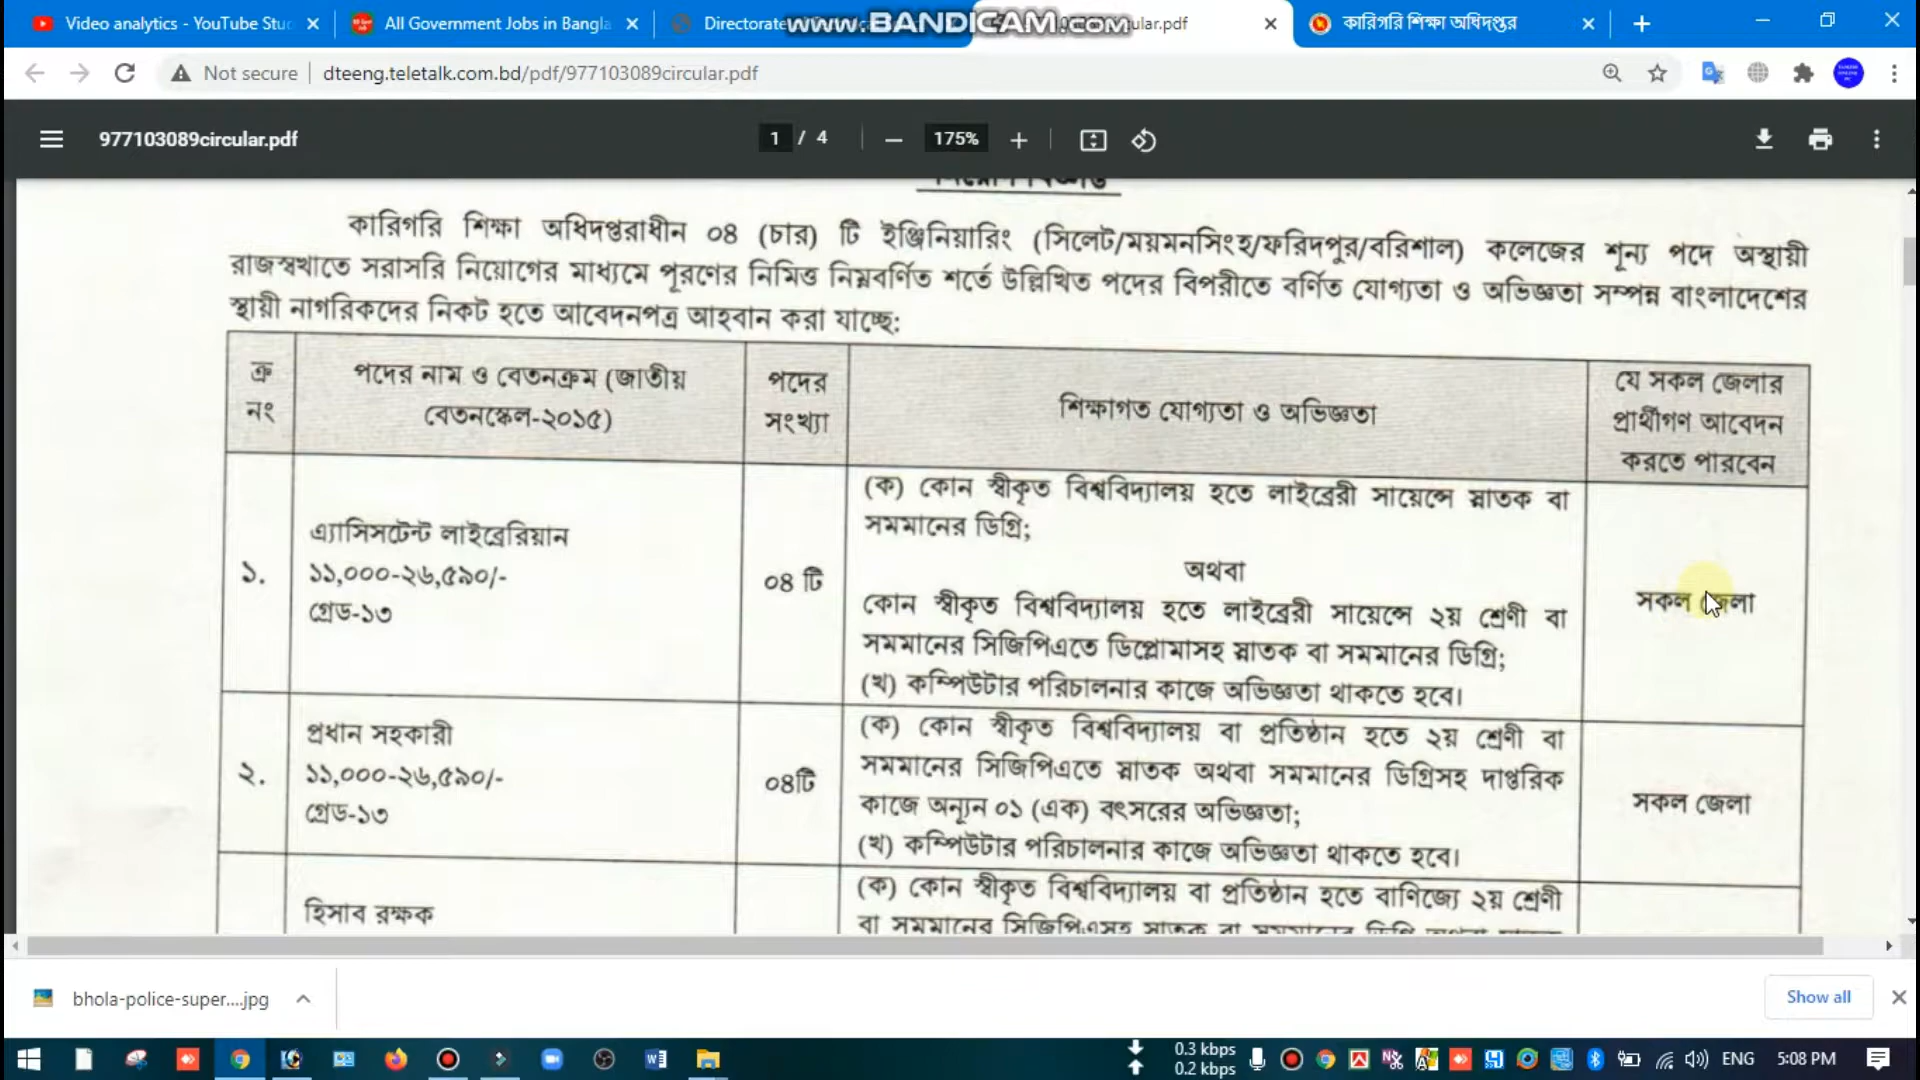 Video analytics - YouTube Stu
All Government Jobs in Bangla
Directorate
www.BANDICAM.com
ular.pdf
কারিগরি শিক্ষা অধিদপ্তর
Not secure
dteeng.teletalk.com.bd/pdf/977103089circular.pdf
977103089circular.pdf
1 / 4
175%
কারিগরি শিক্ষা অধিদপ্তরাধীন ০৪ (চার) টি ইঞ্জিনিয়ারিং (সিলেট/ময়মনসিংহ/ফরিদপুর/বরিশাল) কলেজের শূন্য পদে অস্থায়ী
রাজস্বখাতে সরাসরি নিয়োগের মাধ্যমে পূরণের নিমিত্ত নিম্নবর্ণিত শর্তে উল্লিখিত পদের বিপরীতে বর্ণিত যোগ্যতা ও অভিজ্ঞতা সম্পন্ন বাংলাদেশের
স্থায়ী নাগরিকদের নিকট হতে আবেদনপত্র আহবান করা যাচ্ছে:
ক্র
নং
পদের নাম ও বেতনক্রম (জাতীয়
বেতনস্কেল-২০১৫)
পদের
সংখ্যা
শিক্ষাগত যোগ্যতা ও অভিজ্ঞতা
যে সকল জেলার
প্রার্থীগণ আবেদন
করতে পারবেন
১.
এ্যাসিসটেন্ট লাইব্রেরিয়ান
১১,০০০-২৬,৫৯০/-
গ্রেড-১৩
০৪ টি
(ক) কোন স্বীকৃত বিশ্ববিদ্যালয় হতে লাইব্রেরী সায়েন্সে স্নাতক বা
সমমানের ডিগ্রি;
অথবা
কোন স্বীকৃত বিশ্ববিদ্যালয় হতে লাইব্রেরী সায়েন্সে ২য় শ্রেণী বা
সমমানের সিজিপিএতে ডিপ্লোমাসহ স্নাতক বা সমমানের ডিগ্রি;
(খ) কম্পিউটার পরিচালনার কাজে অভিজ্ঞতা থাকতে হবে।
সকল জেলা
২.
প্রধান সহকারী
১১,০০০-২৬,৫৯০/-
গ্রেড-১৩
০৪টি
(ক) কোন স্বীকৃত বিশ্ববিদ্যালয় বা প্রতিষ্ঠান হতে ২য় শ্রেণী বা
সমমানের সিজিপিএতে স্নাতক অথবা সমমানের ডিগ্রিসহ দাপ্তরিক
কাজে অন্যূন ০১ (এক) বৎসরের অভিজ্ঞতা;
(খ) কম্পিউটার পরিচালনার কাজে অভিজ্ঞতা থাকতে হবে।
সকল জেলা
হিসাব রক্ষক
(ক) কোন স্বীকৃত বিশ্ববিদ্যালয় বা প্রতিষ্ঠান হতে বাণিজ্যে ২য় শ্রেণী
বা সমমানের সিজিপিএসহ স্নাতক বা সমমানের ডিগ্রি
bhola-police-super....jpg
Show all
0.3 kbps
0.2 kbps
ENG
5:08 PM